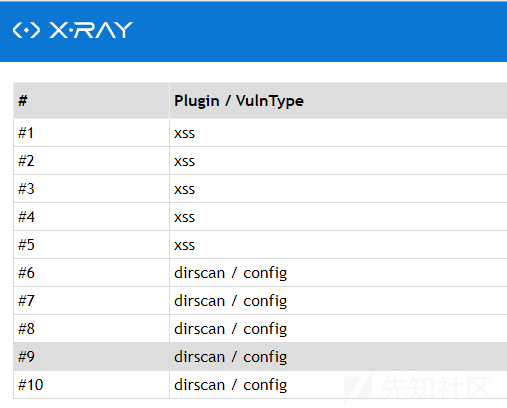 X·RAY
# Plugin / VulnType
#1 xss
#2 xss
#3 xss
#4 xss
#5 xss
#6 dirscan / config
#7 dirscan / config
#8 dirscan / config
#9 dirscan / config
#10 dirscan / config
先知社区